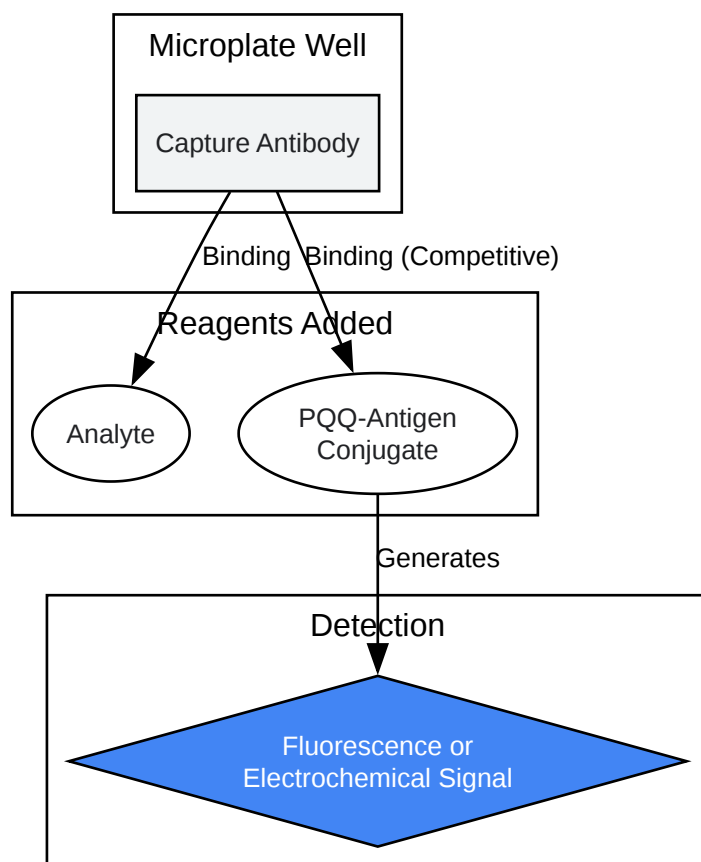 Microplate Well
Capture Antibody
Binding
Binding (Competitive)
Reagents Added
Analyte
PQQ-Antigen
Conjugate
Generates
Detection
Fluorescence or
Electrochemical Signal